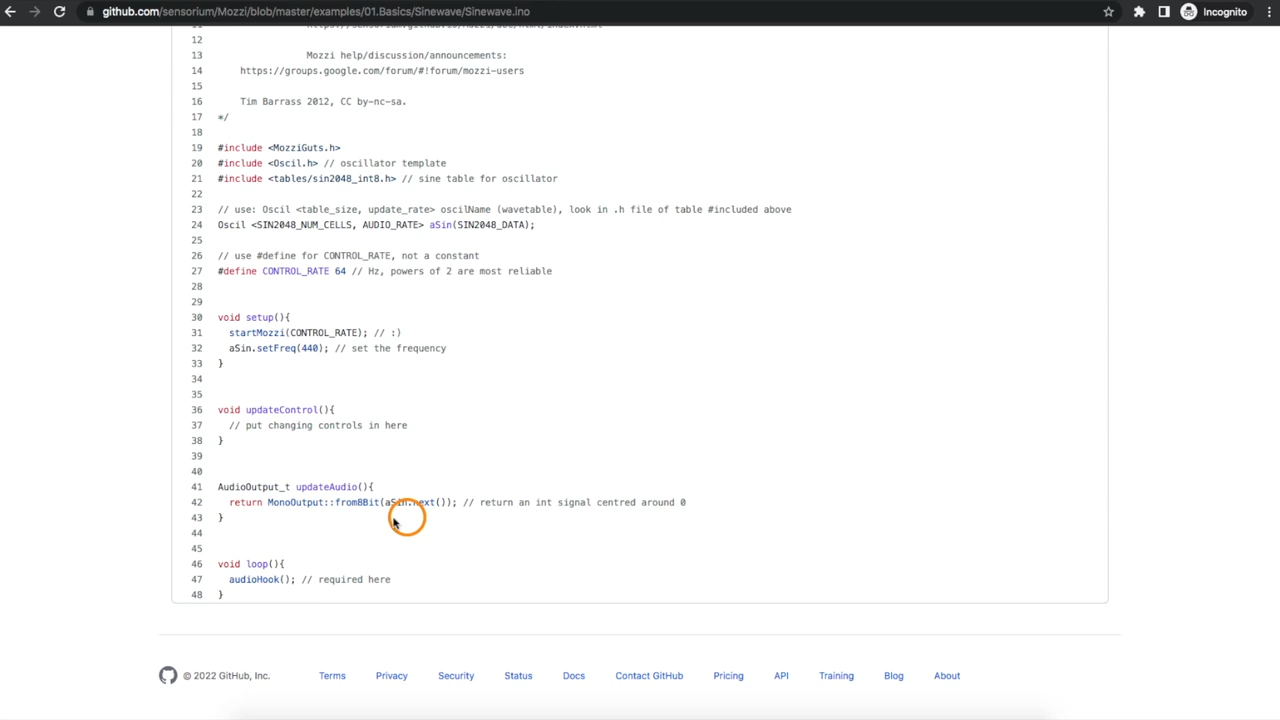 github.com/sensorium/Mozzi/blob/master/examples/01.Basics/Sinewave/Sinewave.ino
Incognito
12
13 Mozzi help/discussion/announcements:
14 https://groups.google.com/forum/#!forum/mozzi-users
15
16 Tim Barrass 2012, CC by-nc-sa.
17 */
18
19 #include <MozziGuts.h>
20 #include <Oscil.h> // oscillator template
21 #include <tables/sin2048_int8.h> // sine table for oscillator
22
23 // use: Oscil <table_size, update_rate> oscilName (wavetable), look in .h file of table #included above
24 Oscil <SIN2048_NUM_CELLS, AUDIO_RATE> aSin(SIN2048_DATA);
25
26 // use #define for CONTROL_RATE, not a constant
27 #define CONTROL_RATE 64 // Hz, powers of 2 are most reliable
28
29
30 void setup(){
31 startMozzi(CONTROL_RATE); // :)
32 aSin.setFreq(440); // set the frequency
33 }
34
35
36 void updateControl(){
37 // put changing controls in here
38 }
39
40
41 AudioOutput_t updateAudio(){
42 return MonoOutput::from8Bit(aSin.next()); // return an int signal centred around 0
43 }
44
45
46 void loop(){
47 audioHook(); // required here
48 }
© 2022 GitHub, Inc. Terms Privacy Security Status Docs Contact GitHub Pricing API Training Blog About